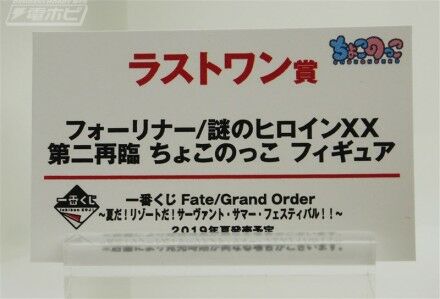 電ホビ
ちょこのっこ
ラストワン賞
フォーリナー/謎のヒロインXX
第二再臨 ちょこのっこ フィギュア
一番くじ
一番くじ Fate/Grand Order
~夏だ!リゾートだ!サーヴァント・サマー・フェスティバル!!~
2019年夏発売予定